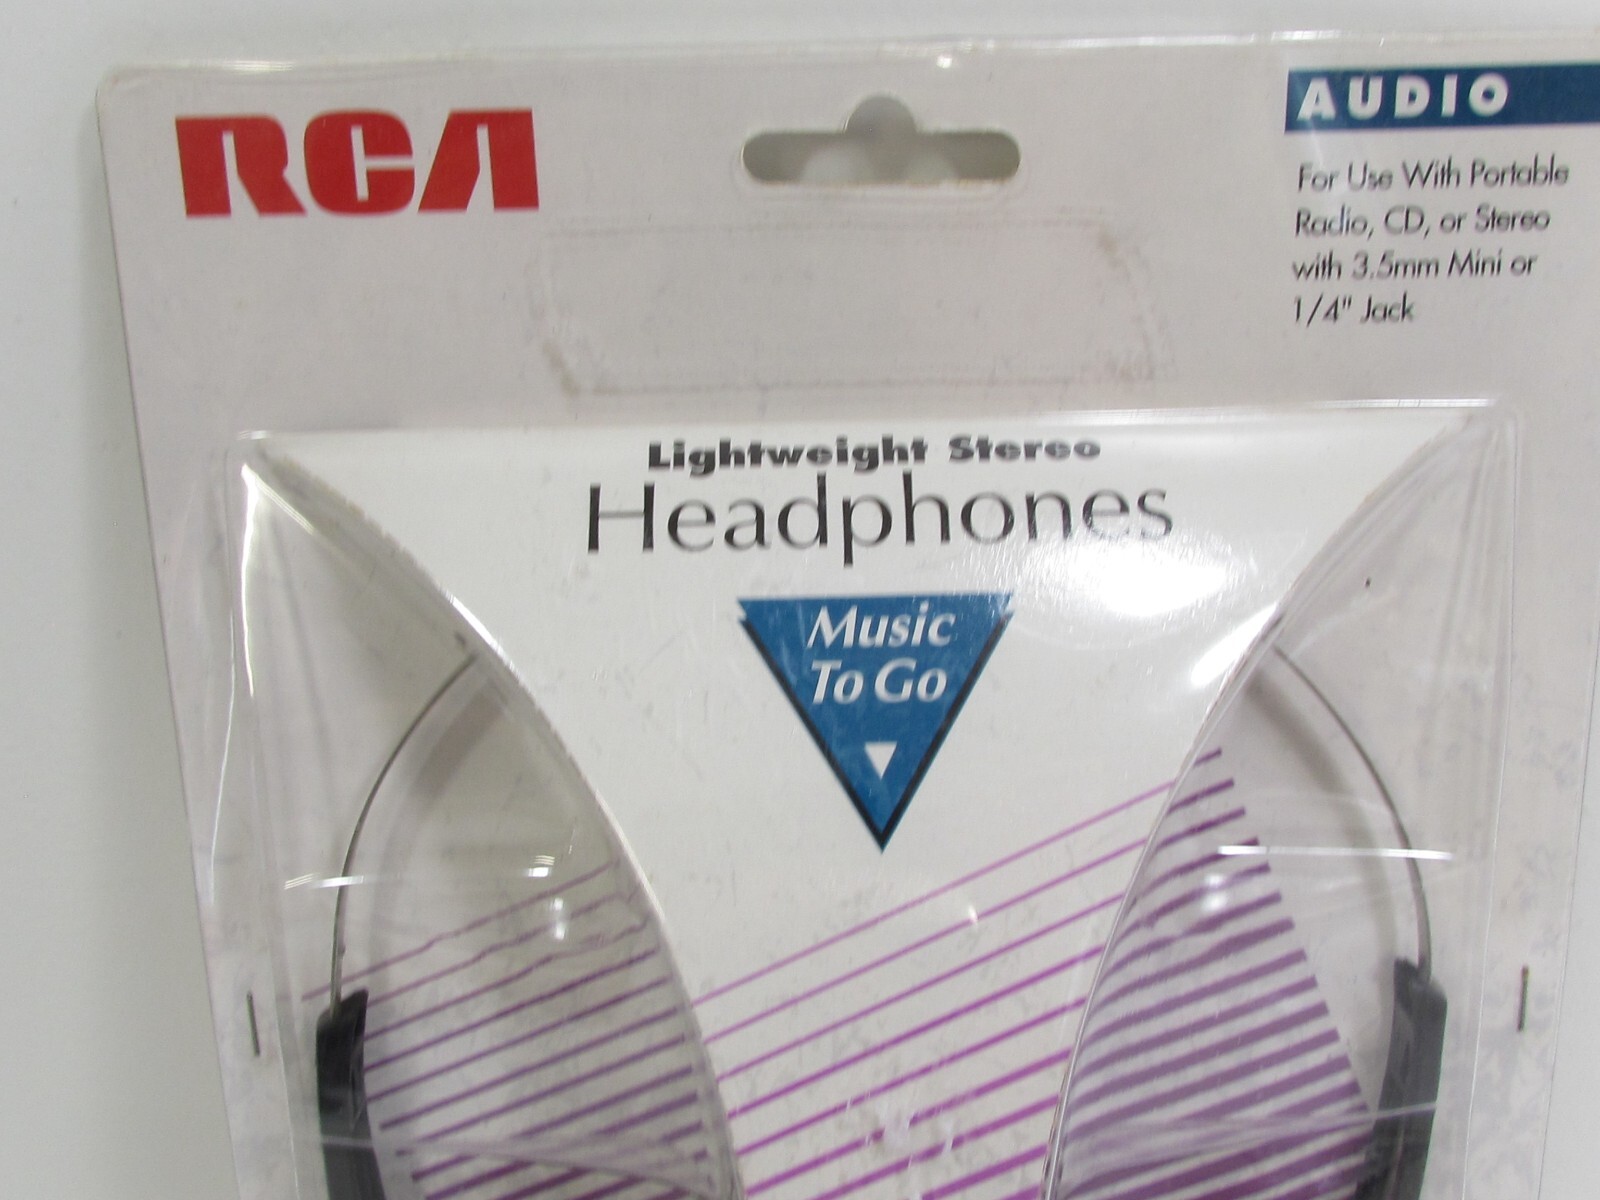 RCA
AUDIO
For Use With Portable
Radio, CD, or Stereo
with 3.5mm Mini or
1/4" Jack
Lightweight Stereo
Headphones
Music
To Go